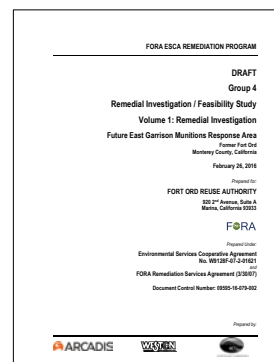 FORA ESCA REMEDIATION PROGRAM
DRAFT
Group 4
Remedial Investigation / Feasibility Study
Volume 1: Remedial Investigation
Future East Garrison Munitions Response Area
Former Fort Ord
Monterey County, California
February 26, 2016
Prepared for:
FORT ORD REUSE AUTHORITY
920 2nd Avenue, Suite A
Marina, California 93933
FORA
Prepared Under:
Environmental Services Cooperative Agreement
No. W9128F-07-2-01621
and
FORA Remediation Services Agreement (3/30/07)
Document Control Number: 09595-16-079-002
Prepared by:
ARCADIS
WESTON